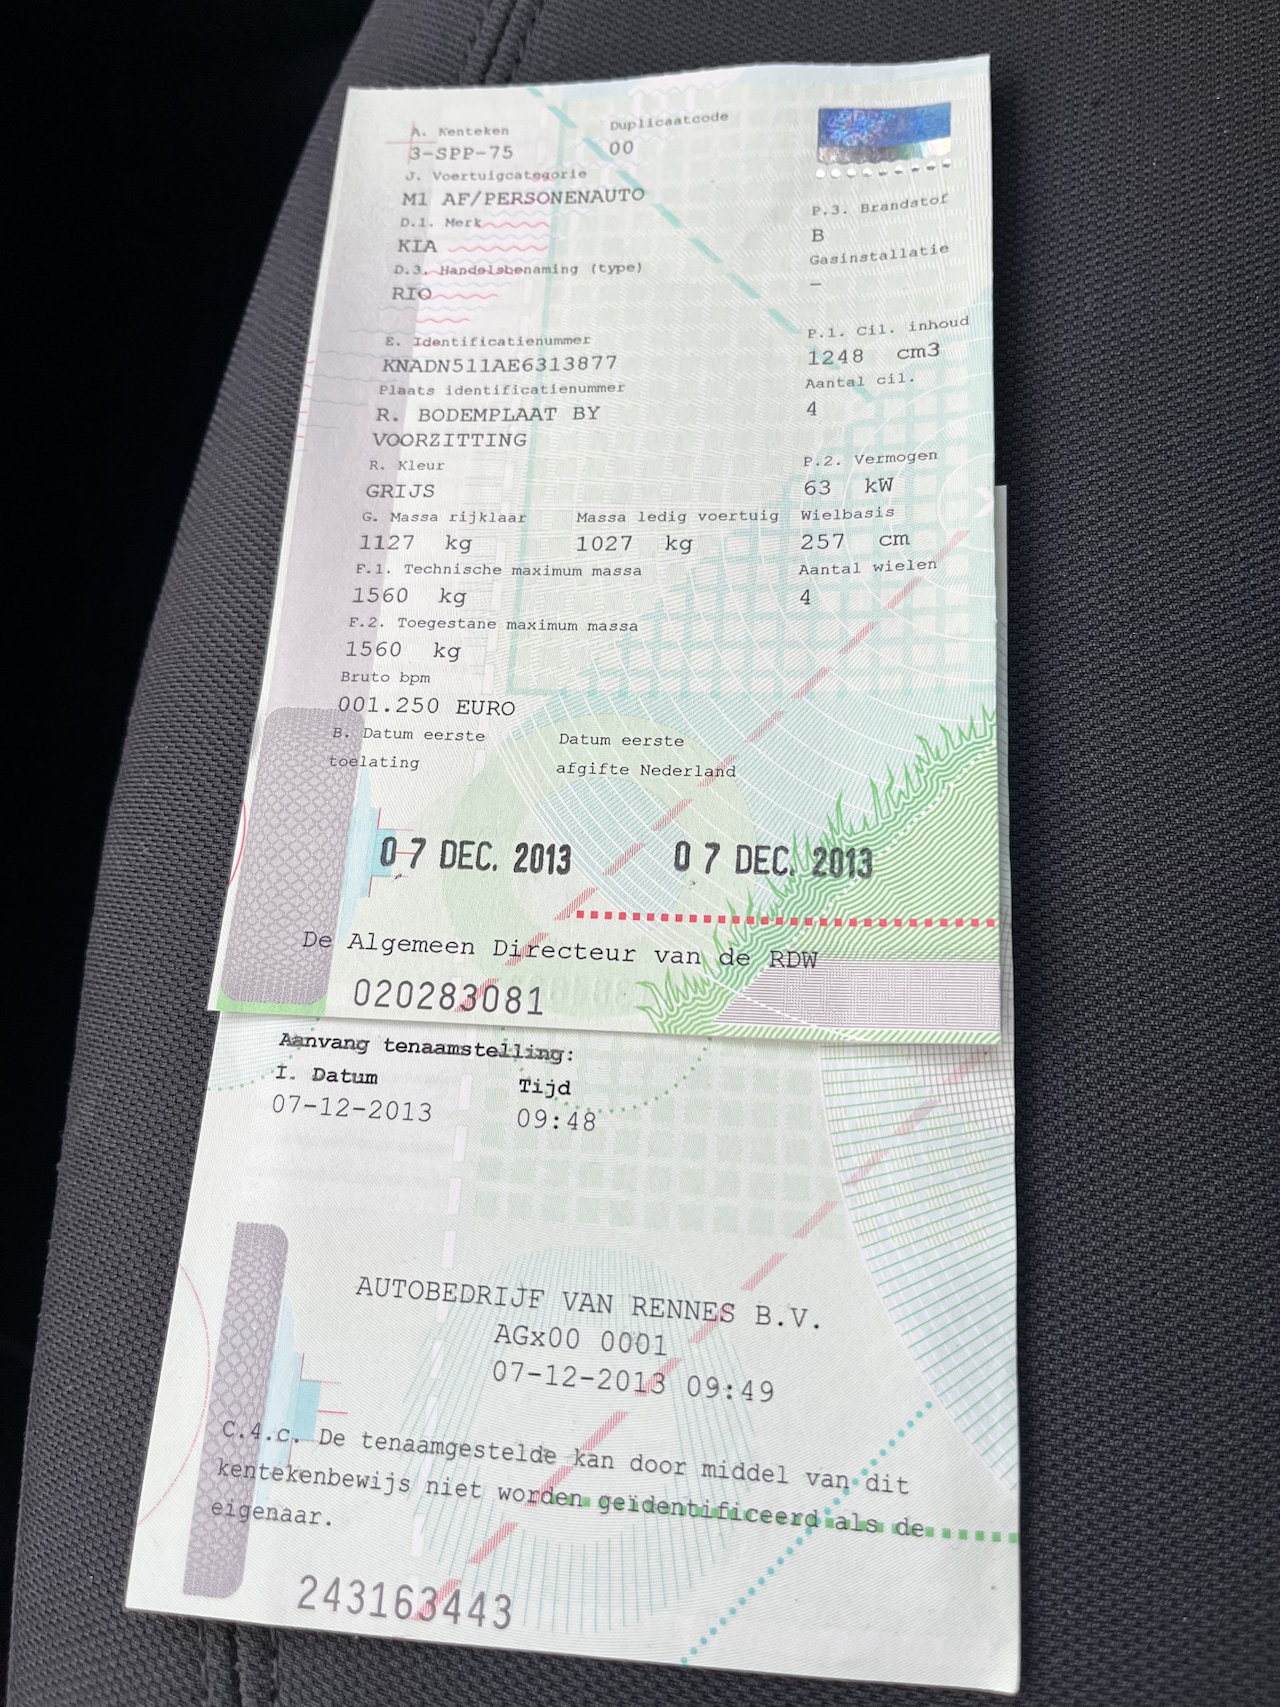 A. Kenteken
Duplicaatcode
3-SPP-75
00
J. Voertuigcategorie
M1 AF/PERSONENAUTO
P.3. Brandstof
D.1. Merk
B
KIA
Gasinstallatie
D.3. Handelsbenaming (type)
–
RIO
P.1. Cil. inhoud
E. Identificatienummer
1248 cm3
KNADN511AE6313877
Aantal cil.
Plaats identificatienummer
4
R. BODEMPLAAT BY
VOORZITTING
P.2. Vermogen
R. Kleur
63 kW
GRIJS
G. Massa rijklaar
Massa ledig voertuig
Wielbasis
1127 kg
1027 kg
257 cm
F.1. Technische maximum massa
Aantal wielen
1560 kg
4
F.2. Toegestane maximum massa
1560 kg
Bruto bpm
001.250 EURO
B. Datum eerste
toelating
Datum eerste
afgifte Nederland
07 DEC. 2013
07 DEC. 2013
De Algemeen Directeur van de RDW
020283081
Aanvang tenaamstelling:
I. Datum
Tijd
07-12-2013
09:48
AUTOBEDRIJF VAN RENNES B.V.
AGx00 0001
07-12-2013 09:49
C.4.c. De tenaamgestelde kan door middel van dit
kentekenbewijs niet worden geïdentificeerd als de
eigenaar.
243163443